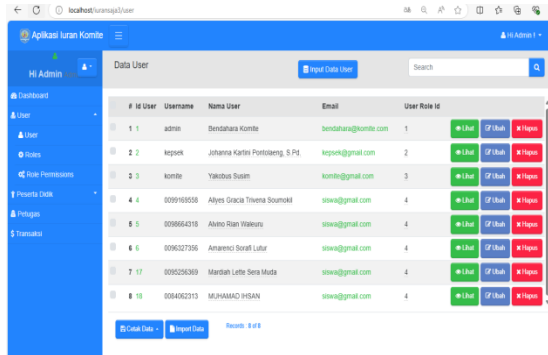 localhost/iuransaja3/user
Aplikasi Iuran Komite
Hi Admin !
Hi Admin
Data User
Input Data User
Search
Dashboard
User
User
Roles
Role Permissions
Peserta Didik
Petugas
Transaksi
# Id User Username Nama User Email User Role Id
1 1 admin Bendahara Komite bendahara@komite.com 1 Lihat Ubah Hapus
2 2 kepsek Johanna Kartini Pontolaeng, S.Pd. kepsek@gmail.com 2 Lihat Ubah Hapus
3 3 komite Yakobus Susim komite@gmail.com 3 Lihat Ubah Hapus
4 4 0099169558 Allyes Gracia Trivena Soumokil siswa@gmail.com 4 Lihat Ubah Hapus
5 5 0098664318 Alvino Rian Waleuru siswa@gmail.com 4 Lihat Ubah Hapus
6 6 0096327356 Amarenci Sorafi Lutur siswa@gmail.com 4 Lihat Ubah Hapus
7 17 0095256369 Mardiah Lette Sera Muda siswa@gmail.com 4 Lihat Ubah Hapus
8 18 0084062313 MUHAMAD IHSAN siswa@gmail.com 4 Lihat Ubah Hapus
Cetak Data Import Data Records : 8 of 8